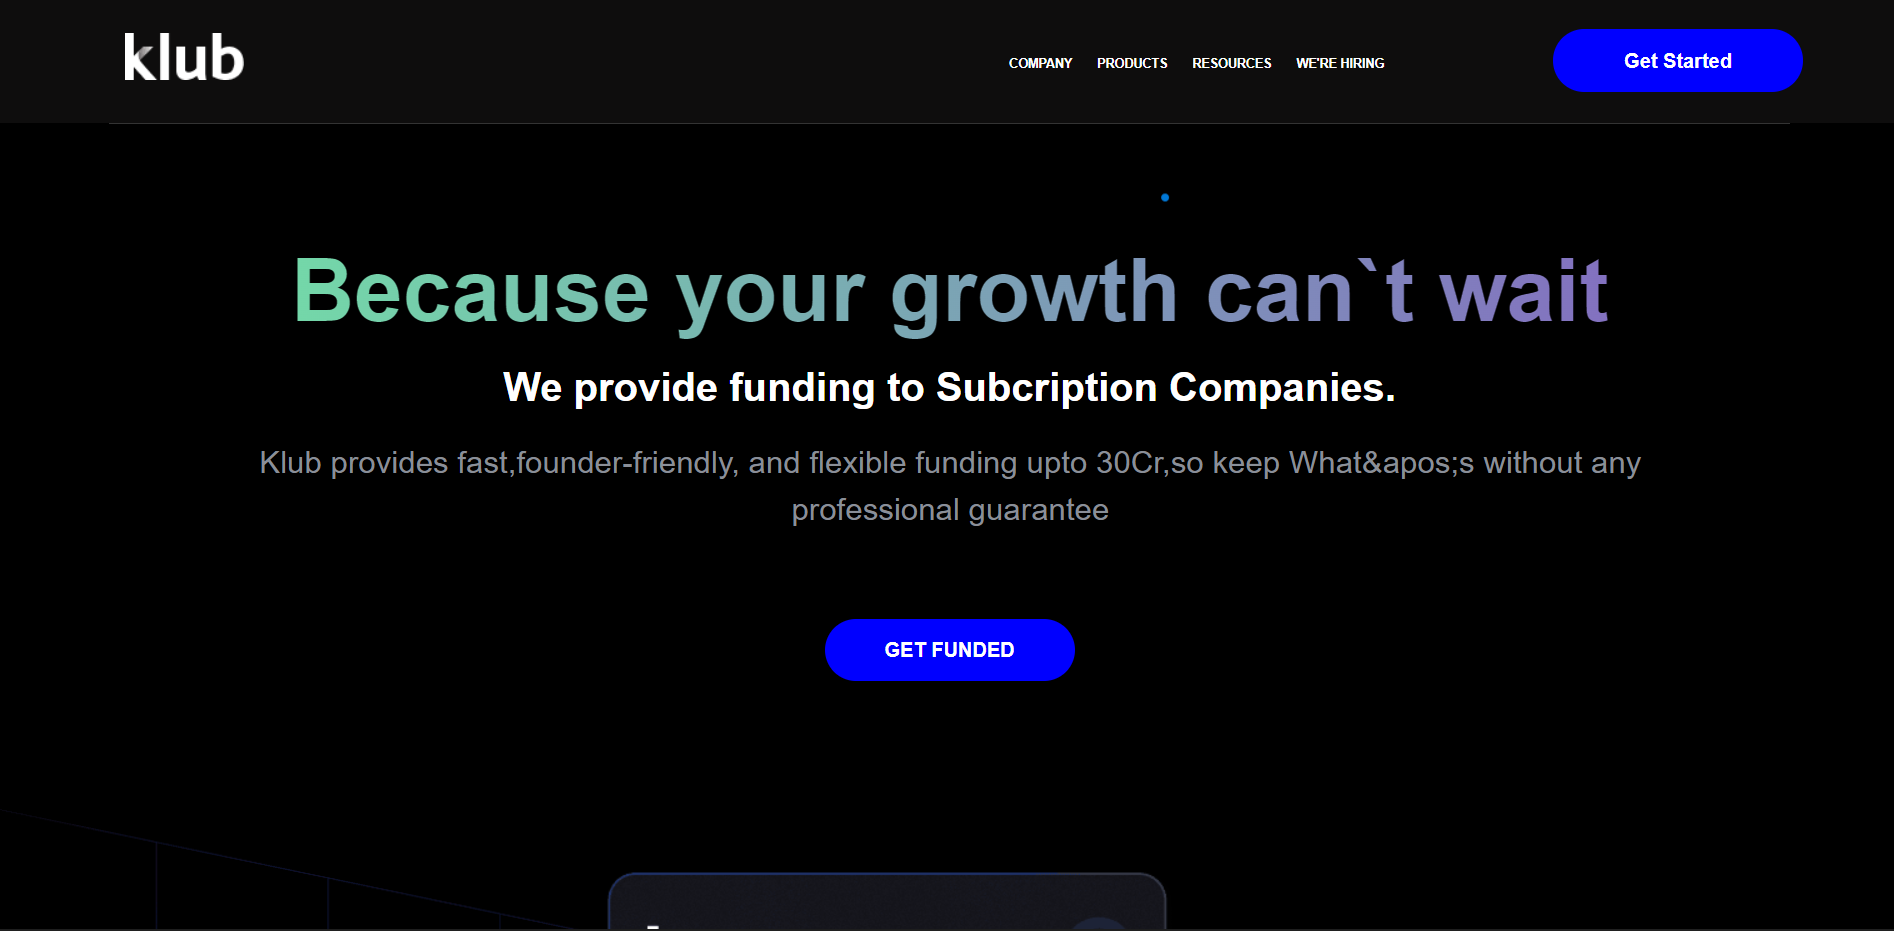 klub
COMPANY PRODUCTS RESOURCES WE'RE HIRING
Get Started
Because your growth can`t wait
We provide funding to Subcription Companies.
Klub provides fast,founder-friendly, and flexible funding upto 30Cr,so keep What&apos;s without any
professional guarantee
GET FUNDED